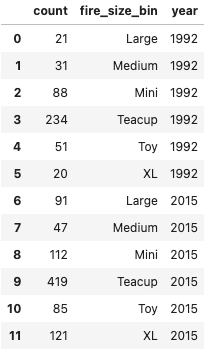 count fire_size_bin year
0 21 Large 1992
1 31 Medium 1992
2 88 Mini 1992
3 234 Teacup 1992
4 51 Toy 1992
5 20 XL 1992
6 91 Large 2015
7 47 Medium 2015
8 112 Mini 2015
9 419 Teacup 2015
10 85 Toy 2015
11 121 XL 2015